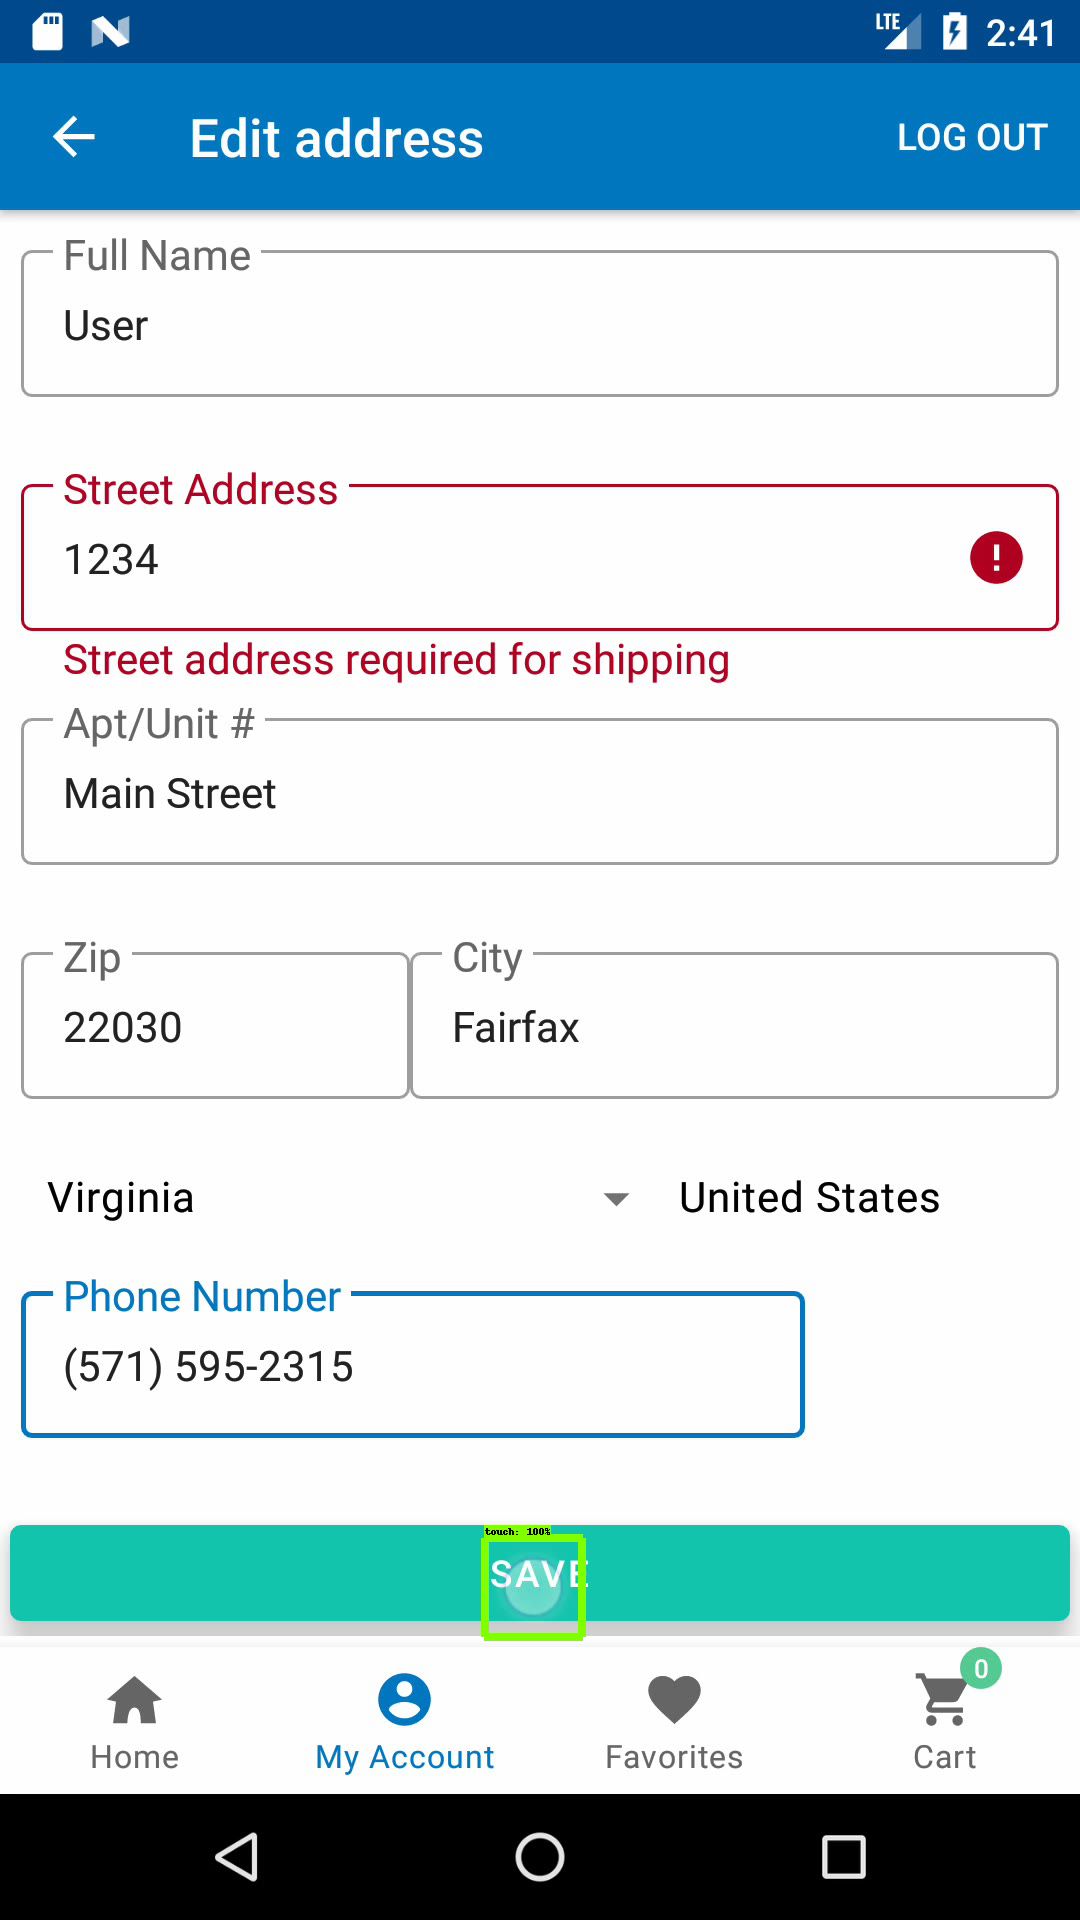 LTE 2:41
Edit address LOG OUT
Full Name
User
Street Address
1234
Street address required for shipping
Apt/Unit #
Main Street
Zip City
22030 Fairfax
Virginia United States
Phone Number
(571) 595-2315
touch: 100%
SAVE
0
Home My Account Favorites Cart